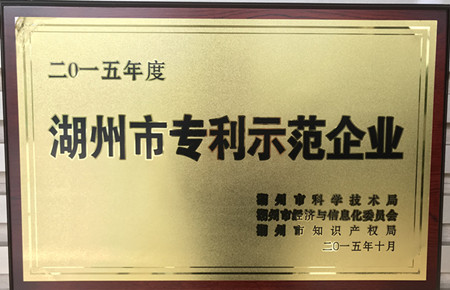 二〇一五年度
湖州市专利示范企业
湖州市科学技术局
湖州市经济与信息化委员会
湖州市知识产权局
二〇一五年十月